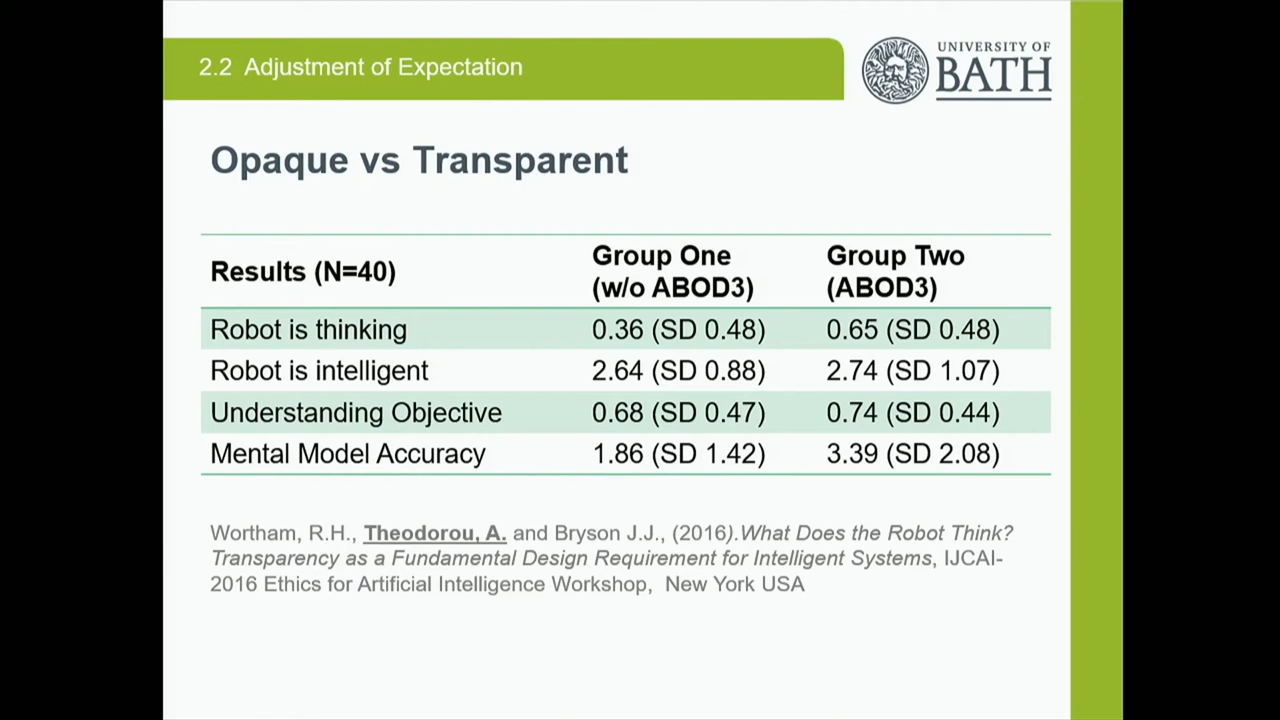 2.2 Adjustment of Expectation
UNIVERSITY OF
BATH
Opaque vs Transparent
Results (N=40)
Group One
(w/o ABOD3)
Group Two
(ABOD3)
Robot is thinking 0.36 (SD 0.48) 0.65 (SD 0.48)
Robot is intelligent 2.64 (SD 0.88) 2.74 (SD 1.07)
Understanding Objective 0.68 (SD 0.47) 0.74 (SD 0.44)
Mental Model Accuracy 1.86 (SD 1.42) 3.39 (SD 2.08)
Wortham, R.H., Theodorou, A. and Bryson J.J., (2016).What Does the Robot Think?
Transparency as a Fundamental Design Requirement for Intelligent Systems, IJCAI-
2016 Ethics for Artificial Intelligence Workshop, New York USA